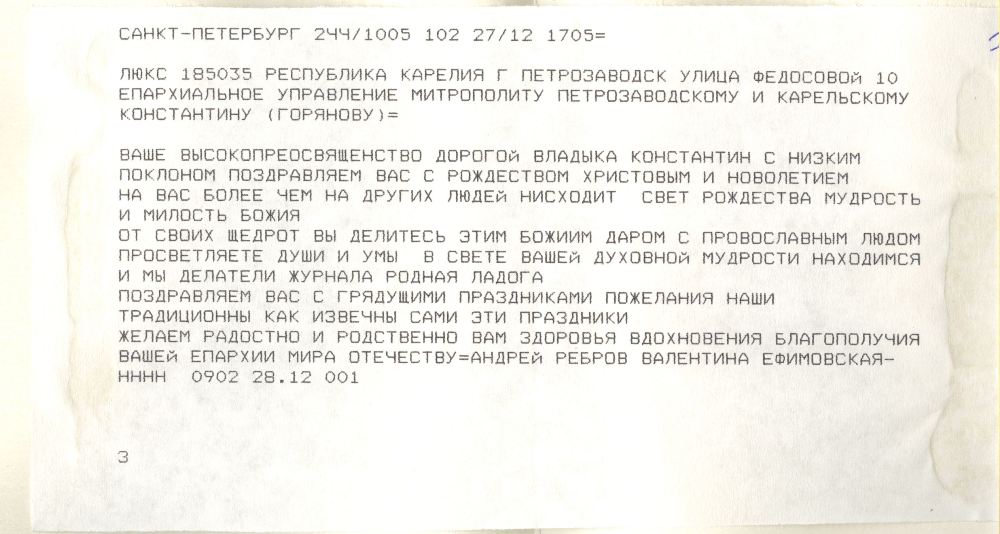 САНКТ-ПЕТЕРБУРГ 244/1005 102 27/12 1705=
ЛЮКС 185035 РЕСПУБЛИКА КАРЕЛИЯ Г ПЕТРОЗАВОДСК УЛИЦА ФЕДОСОВОЙ 10
ЕПАРХИАЛЬНОЕ УПРАВЛЕНИЕ МИТРОПОЛИТУ ПЕТРОЗАВОДСКОМУ И КАРЕЛЬСКОМУ
КОНСТАНТИНУ (ГОРЯНОВУ)=
ВАШЕ ВЫСОКОПРЕОСВЯЩЕНСТВО ДОРОГОЙ ВЛАДЫКА КОНСТАНТИН С НИЗКИМ
ПОКЛОНОМ ПОЗДРАВЛЯЕМ ВАС С РОЖДЕСТВОМ ХРИСТОВЫМ И НОВОЛЕТИЕМ
НА ВАС БОЛЕЕ ЧЕМ НА ДРУГИХ ЛЮДЕЙ НИСХОДИТ СВЕТ РОЖДЕСТВА МУДРОСТЬ
И МИЛОСТЬ БОЖИЯ
ОТ СВОИХ ЩЕДРОТ ВЫ ДЕЛИТЕСЬ ЭТИМ БОЖИИМ ДАРОМ С ПРОВОСЛАВНЫМ ЛЮДОМ
ПРОСВЕТЛЯЕТЕ ДУШИ И УМЫ В СВЕТЕ ВАШЕЙ ДУХОВНОЙ МУДРОСТИ НАХОДИМСЯ
И МЫ ДЕЛАТЕЛИ ЖУРНАЛА РОДНАЯ ЛАДОГА
ПОЗДРАВЛЯЕМ ВАС С ГРЯДУЩИМИ ПРАЗДНИКАМИ ПОЖЕЛАНИЯ НАШИ
ТРАДИЦИОННЫ КАК ИЗВЕЧНЫ САМИ ЭТИ ПРАЗДНИКИ
ЖЕЛАЕМ РАДОСТНО И РОДСТВЕННО ВАМ ЗДОРОВЬЯ ВДОХНОВЕНИЯ БЛАГОПОЛУЧИЯ
ВАШЕЙ ЕПАРХИИ МИРА ОТЕЧЕСТВУ=АНДРЕЙ РЕБРОВ ВАЛЕНТИНА ЕФИМОВСКАЯ-
НННН 0902 28.12 001
3